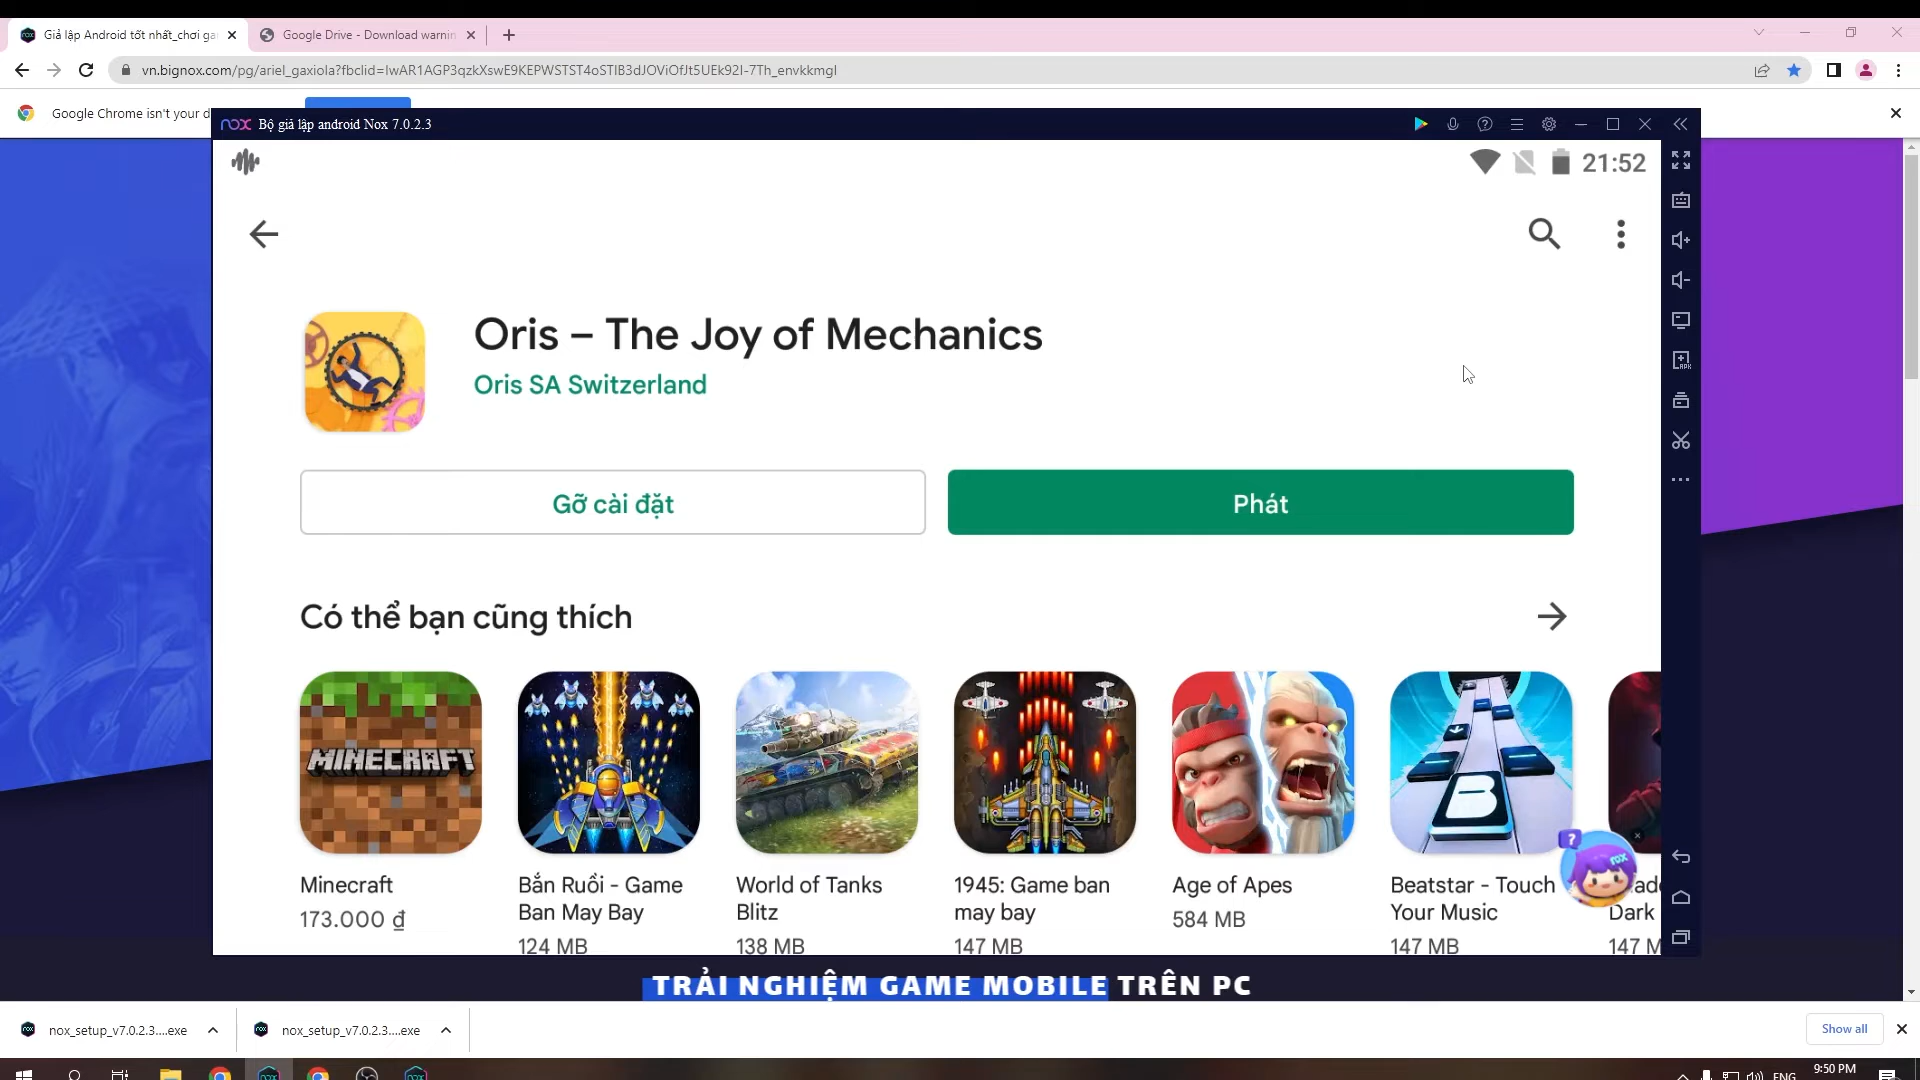 Giả lập Android tốt nhất_chơi ga
Google Drive - Download warnin
vn.bignox.com/pg/ariel_gaxiola?fbclid=IwAR1AGP3qzkXswE9KEPWSTST4oSTIB3dJOViOfJt5UEk92I-7Th_envkkmgI
Google Chrome isn't your d
nox Bộ giả lập android Nox 7.0.2.3
21:52
Oris – The Joy of Mechanics
Oris SA Switzerland
Gỡ cài đặt
Phát
Có thể bạn cũng thích
MINECRAFT
B
nox
Minecraft
173.000 ₫
Bắn Ruồi - Game
Ban May Bay
124 MB
World of Tanks
Blitz
138 MB
1945: Game ban
may bay
147 MB
Age of Apes
584 MB
Beatstar - Touch
Your Music
147 MB
Dark
147 M
TRẢI NGHIỆM GAME MOBILE TRÊN PC
nox_setup_v7.0.2.3....exe
nox_setup_v7.0.2.3....exe
Show all
ENG
9:50 PM